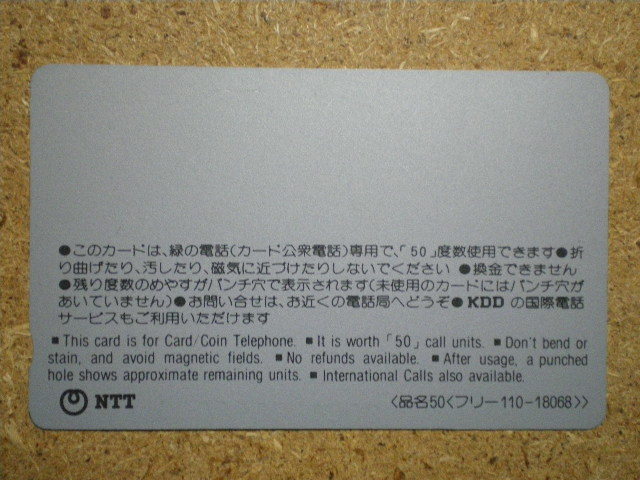 ●このカードは、緑の電話(カード公衆電話)専用で、「50」度数使用できます●折
り曲げたり、汚したり、磁気に近づけたりしないでください ●換金できません
●残り度数のめやすがパンチ穴で表示されます(未使用のカードにはパンチ穴が
あいていません)●お問い合せは、お近くの電話局へどうぞ● KDD の国際電話
サービスもご利用いただけます
■ This card is for Card/Coin Telephone. ■ It is worth「50」call units. ■ Don't bend or
stain, and avoid magnetic fields. ■ No refunds available. ■ After usage, a punched
hole shows approximate remaining units. ■ International Calls also available.
NTT 〈品名50〈フリー110-18068〉〉